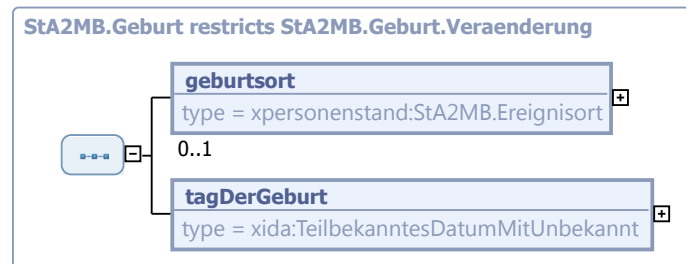 StA2MB.Geburt restricts StA2MB.Geburt.Veraenderung
geburtsort
type = xpersonenstand:StA2MB.Ereignisort
0..1
tagDerGeburt
type = xida:TeilbekanntesDatumMitUnbekannt